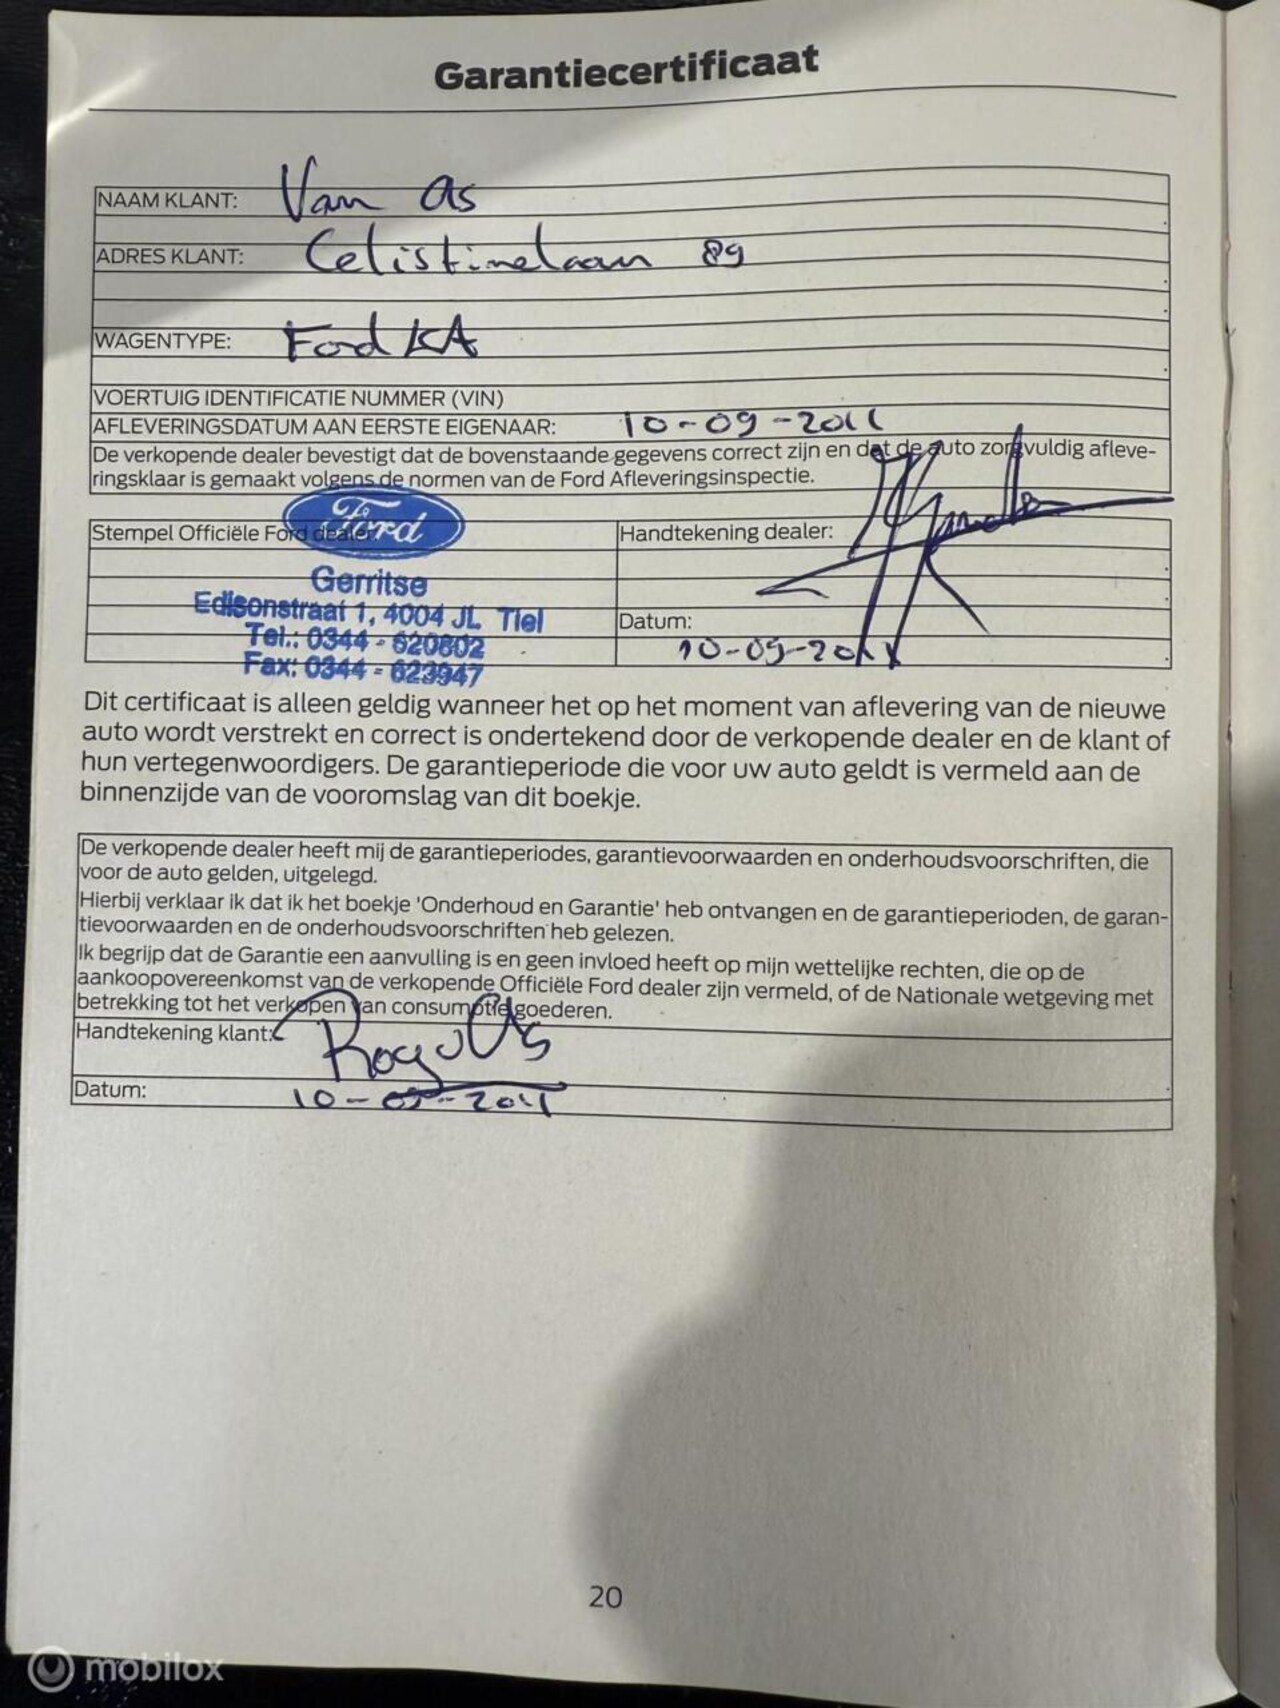 Garantiecertificaat
NAAM KLANT: Van As
ADRES KLANT: Celistinelaan 89
WAGENTYPE: Ford KA
VOERTUIG IDENTIFICATIE NUMMER (VIN)
AFLEVERINGSDATUM AAN EERSTE EIGENAAR: 10-09-2011
De verkopende dealer bevestigt dat de bovenstaande gegevens correct zijn en dat de auto zorgvuldig afleve-
ringsklaar is gemaakt volgens de normen van de Ford Afleveringsinspectie.
Stempel Officiële Ford dealer:
Ford
Gerritse
Edisonstraat 1, 4004 JL Tiel
Tel.: 0344 - 620802
Fax: 0344 - 623947
Handtekening dealer:
Datum:
10-09-2011
Dit certificaat is alleen geldig wanneer het op het moment van aflevering van de nieuwe
auto wordt verstrekt en correct is ondertekend door de verkopende dealer en de klant of
hun vertegenwoordigers. De garantieperiode die voor uw auto geldt is vermeld aan de
binnenzijde van de vooromslag van dit boekje.
De verkopende dealer heeft mij de garantieperiodes, garantievoorwaarden en onderhoudsvoorschriften, die
voor de auto gelden, uitgelegd.
Hierbij verklaar ik dat ik het boekje 'Onderhoud en Garantie' heb ontvangen en de garantieperioden, de garan-
tievoorwaarden en de onderhoudsvoorschriften heb gelezen.
Ik begrijp dat de Garantie een aanvulling is en geen invloed heeft op mijn wettelijke rechten, die op de
aankoopovereenkomst van de verkopende Officiële Ford dealer zijn vermeld, of de Nationale wetgeving met
betrekking tot het verkopen van consumptiegoederen.
Handtekening klant:
Datum: 10-09-2011
20
mobilox